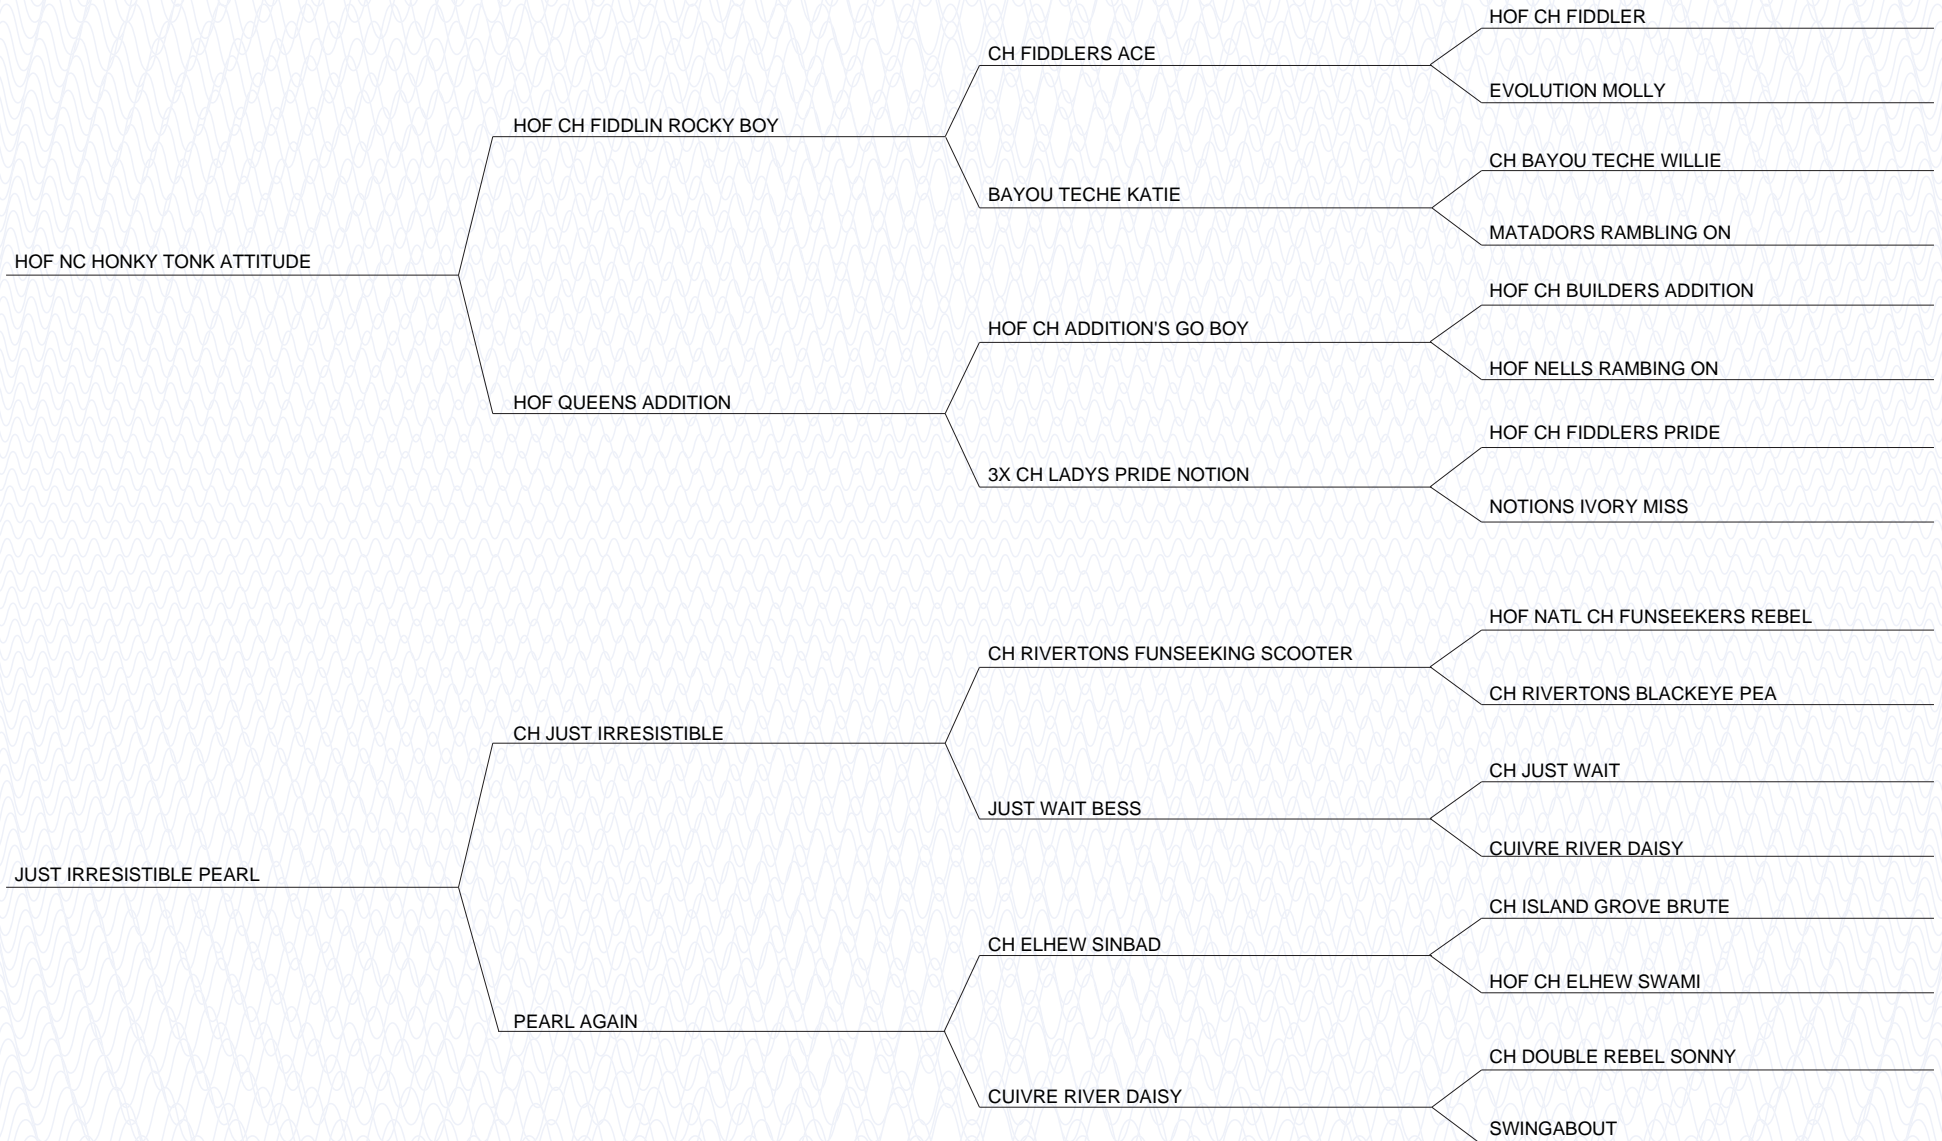 HOF CH FIDDLER
CH FIDDLERS ACE
EVOLUTION MOLLY
HOF CH FIDDLIN ROCKY BOY
CH BAYOU TECHE WILLIE
BAYOU TECHE KATIE
MATADORS RAMBLING ON
HOF NC HONKY TONK ATTITUDE
HOF CH BUILDERS ADDITION
HOF CH ADDITION'S GO BOY
HOF NELLS RAMBING ON
HOF QUEENS ADDITION
HOF CH FIDDLERS PRIDE
3X CH LADYS PRIDE NOTION
NOTIONS IVORY MISS
HOF NATL CH FUNSEEKERS REBEL
CH RIVERTONS FUNSEEKING SCOOTER
CH RIVERTONS BLACKEYE PEA
CH JUST IRRESISTIBLE
CH JUST WAIT
JUST WAIT BESS
CUIVRE RIVER DAISY
JUST IRRESISTIBLE PEARL
CH ISLAND GROVE BRUTE
CH ELHEW SINBAD
HOF CH ELHEW SWAMI
PEARL AGAIN
CH DOUBLE REBEL SONNY
CUIVRE RIVER DAISY
SWINGABOUT